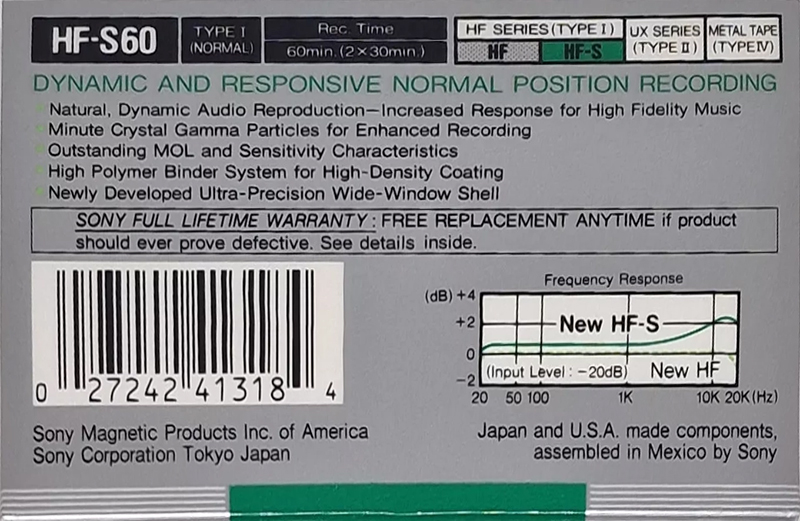 HF-S60
TYPE I
(NORMAL)
Rec. Time
60min. (2×30min.)
HF SERIES (TYPE I)
HF
HF-S
UX SERIES
(TYPE II)
METAL TAPE
(TYPE IV)
DYNAMIC AND RESPONSIVE NORMAL POSITION RECORDING
Natural, Dynamic Audio Reproduction—Increased Response for High Fidelity Music
Minute Crystal Gamma Particles for Enhanced Recording
Outstanding MOL and Sensitivity Characteristics
High Polymer Binder System for High-Density Coating
Newly Developed Ultra-Precision Wide-Window Shell
SONY FULL LIFETIME WARRANTY : FREE REPLACEMENT ANYTIME if product
should ever prove defective. See details inside.
0 27242 41318 4
Frequency Response
(dB) +4
+2
0
-2
New HF-S
(Input Level : -20dB)
New HF
20 50 100 1K 10K 20K (Hz)
Sony Magnetic Products Inc. of America
Sony Corporation Tokyo Japan
Japan and U.S.A. made components,
assembled in Mexico by Sony